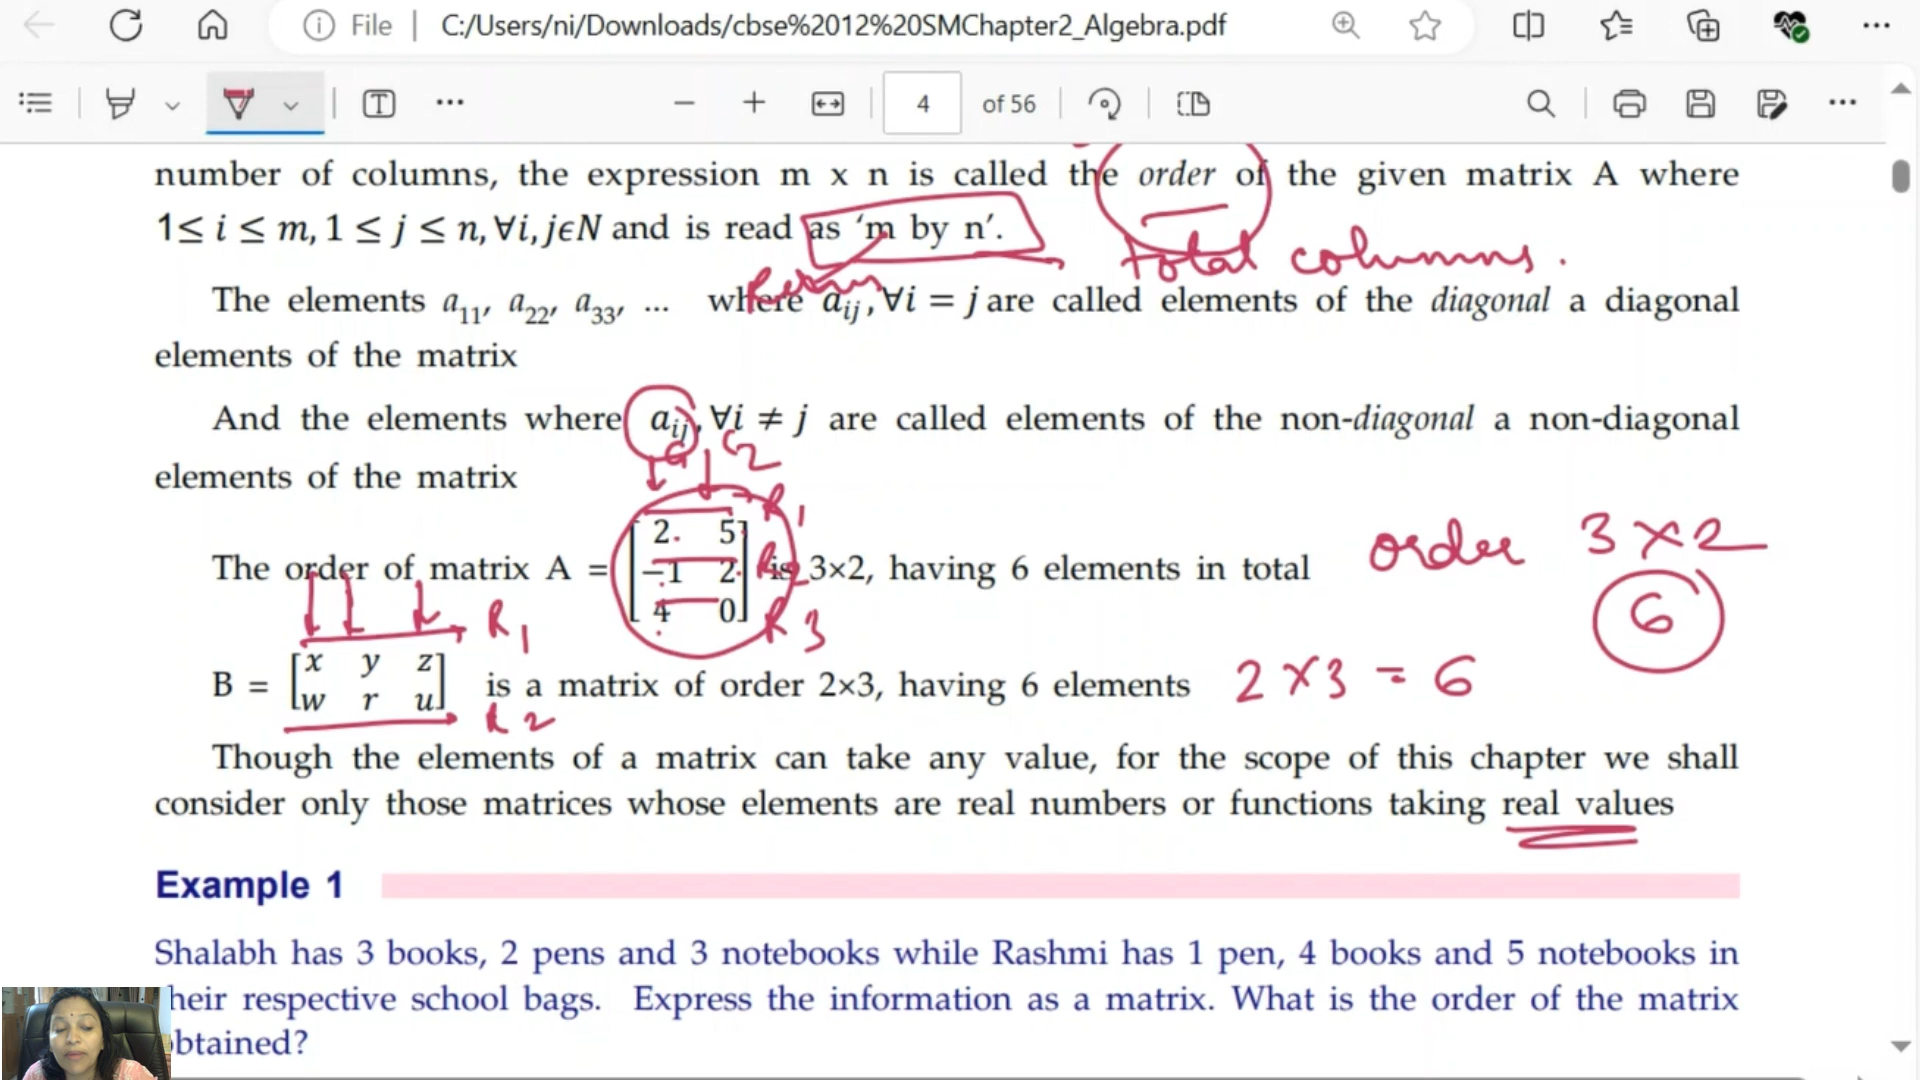 File | C:/Users/ni/Downloads/cbse%2012%20SMChapter2_Algebra.pdf
4 of 56
number of columns, the expression m x n is called the order of the given matrix A where
1≤ i ≤ m, 1 ≤ j ≤ n, ∀i, jϵN and is read as ‘m by n’.
total columns.
Rows
The elements a₁₁, a₂₂, a₃₃, ... where aᵢⱼ, ∀i = j are called elements of the diagonal a diagonal
elements of the matrix
And the elements where aᵢⱼ, ∀i ≠ j are called elements of the non-diagonal a non-diagonal
C2
elements of the matrix
R1
2 5
order 3×2
The order of matrix A = -1 2 is 3×2, having 6 elements in total
R2
4 0
R3
6
R1
x y z
B = is a matrix of order 2×3, having 6 elements 2×3 = 6
w r u
R2
Though the elements of a matrix can take any value, for the scope of this chapter we shall
consider only those matrices whose elements are real numbers or functions taking real values
Example 1
Shalabh has 3 books, 2 pens and 3 notebooks while Rashmi has 1 pen, 4 books and 5 notebooks in
heir respective school bags. Express the information as a matrix. What is the order of the matrix
btained?